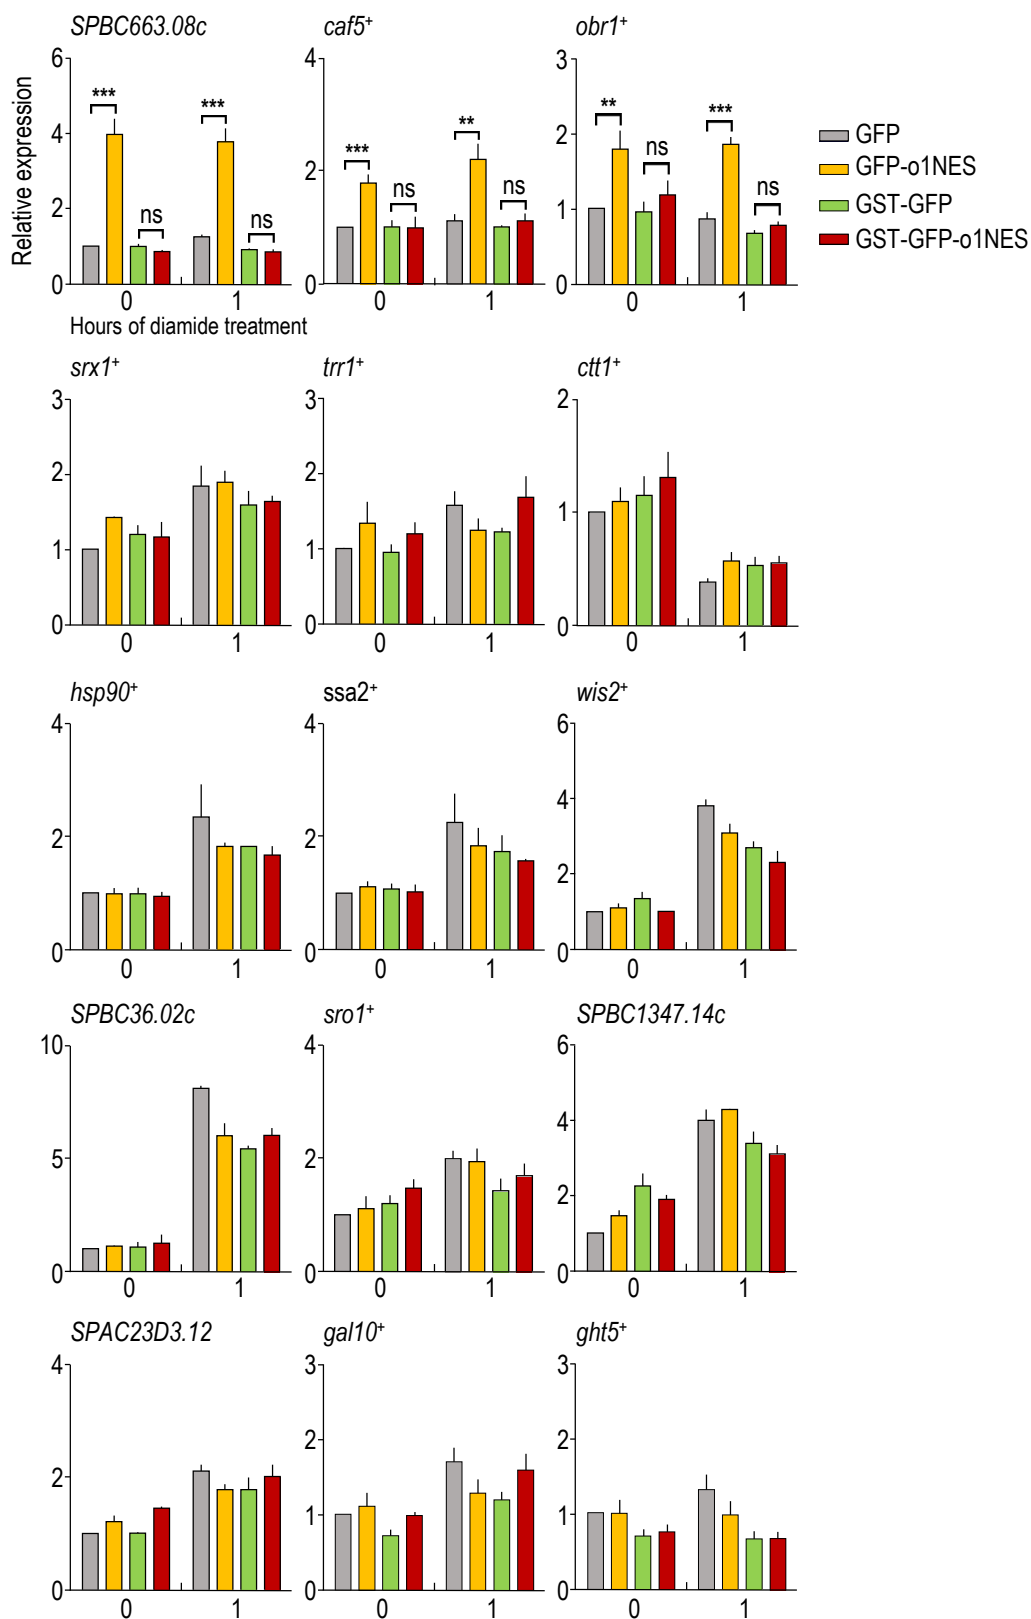 SPBC663.08c caf5+ obr1+
Relative expression
6 4 2 0
*** *** ns ns
0 1
Hours of diamide treatment
4 2 0
*** ns ** ns
0 1
3 2 1 0
** ns *** ns
0 1
GFP
GFP-o1NES
GST-GFP
GST-GFP-o1NES
srx1+ trr1+ ctt1+
3 2 1 0
0 1
3 2 1 0
0 1
2 1 0
0 1
hsp90+ ssa2+ wis2+
4 2 0
0 1
4 2 0
0 1
6 4 2 0
0 1
SPBC36.02c sro1+ SPBC1347.14c
10 5 0
0 1
4 2 0
0 1
6 4 2 0
0 1
SPAC23D3.12 gal10+ ght5+
4 2 0
0 1
3 2 1 0
0 1
3 2 1 0
0 1